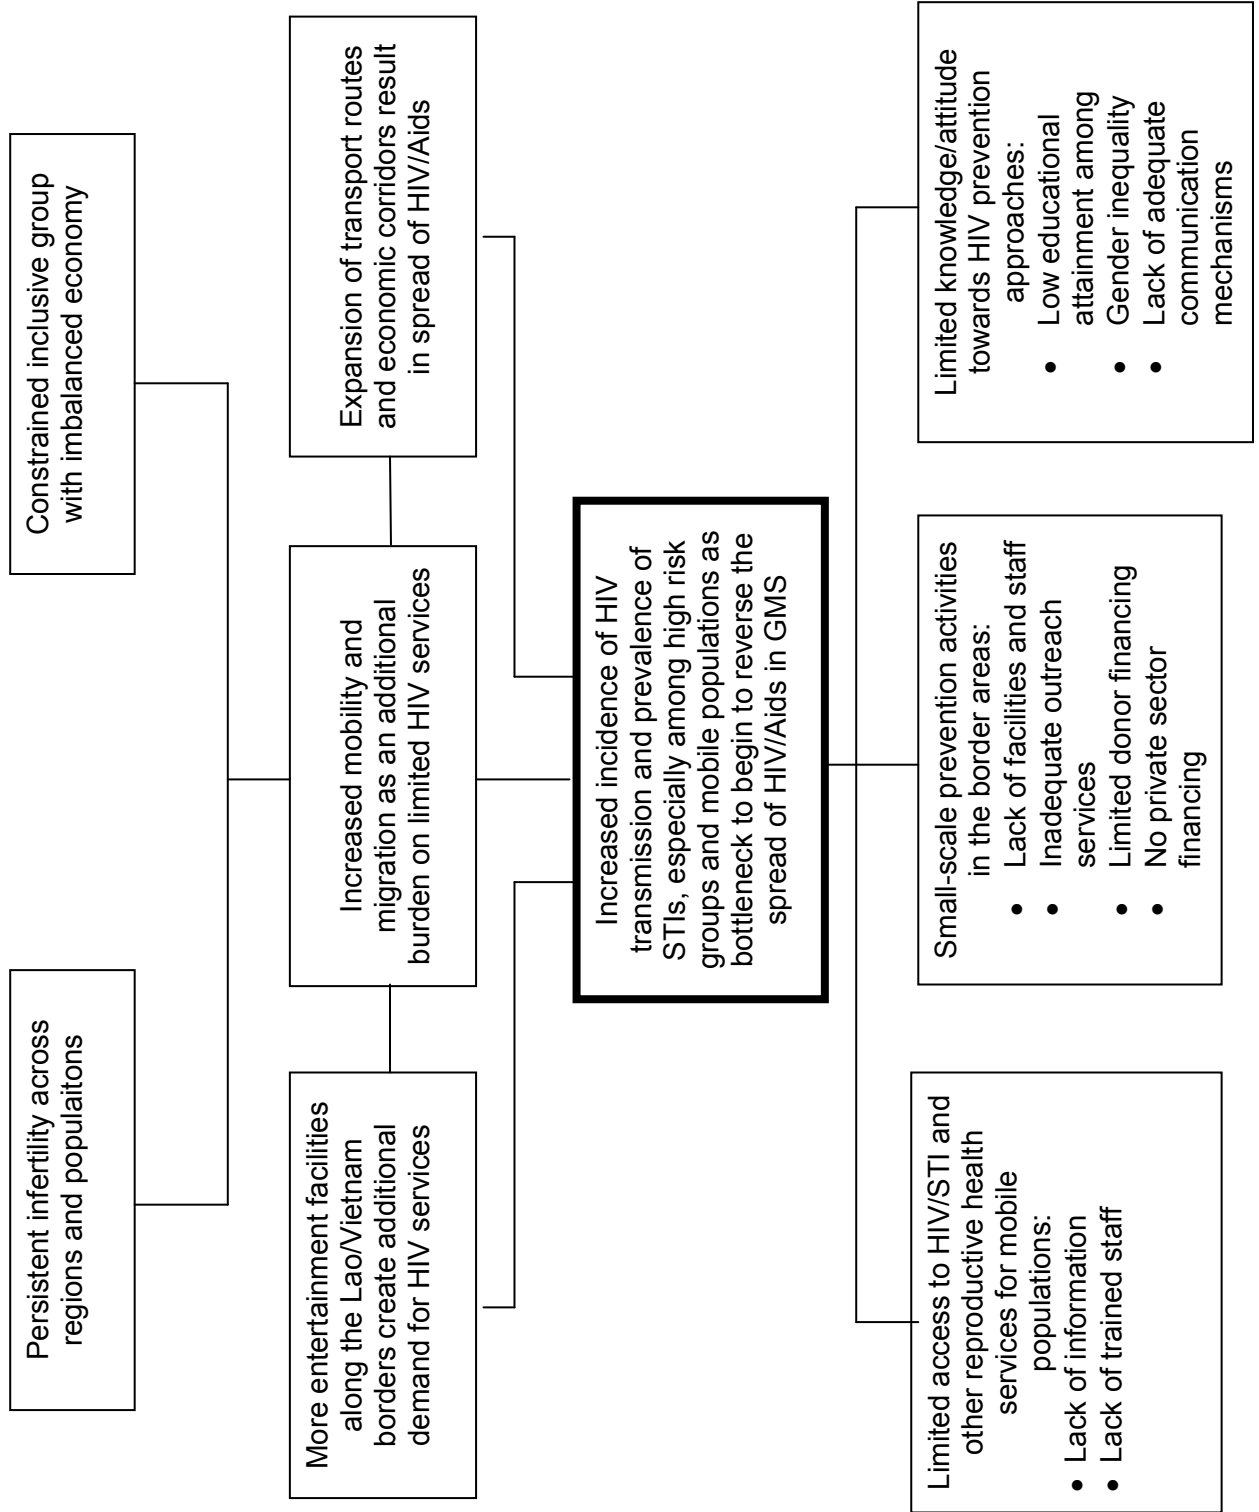 Persistent infertility across
regions and populaitons
Constrained inclusive group
with imbalanced economy
More entertainment facilities
along the Lao/Vietnam
borders create additional
demand for HIV services
Increased mobility and
migration as an additional
burden on limited HIV services
Expansion of transport routes
and economic corridors result
in spread of HIV/Aids
Increased incidence of HIV
transmission and prevalence of
STIs, especially among high risk
groups and mobile populations as
bottleneck to begin to reverse the
spread of HIV/Aids in GMS
Limited access to HIV/STI and
other reproductive health
services for mobile
populations:
• Lack of information
• Lack of trained staff
Small-scale prevention activities
in the border areas:
• Lack of facilities and staff
• Inadequate outreach
services
• Limited donor financing
• No private sector
financing
Limited knowledge/attitude
towards HIV prevention
approaches:
• Low educational
attainment among
• Gender inequality
• Lack of adequate
communication
mechanisms